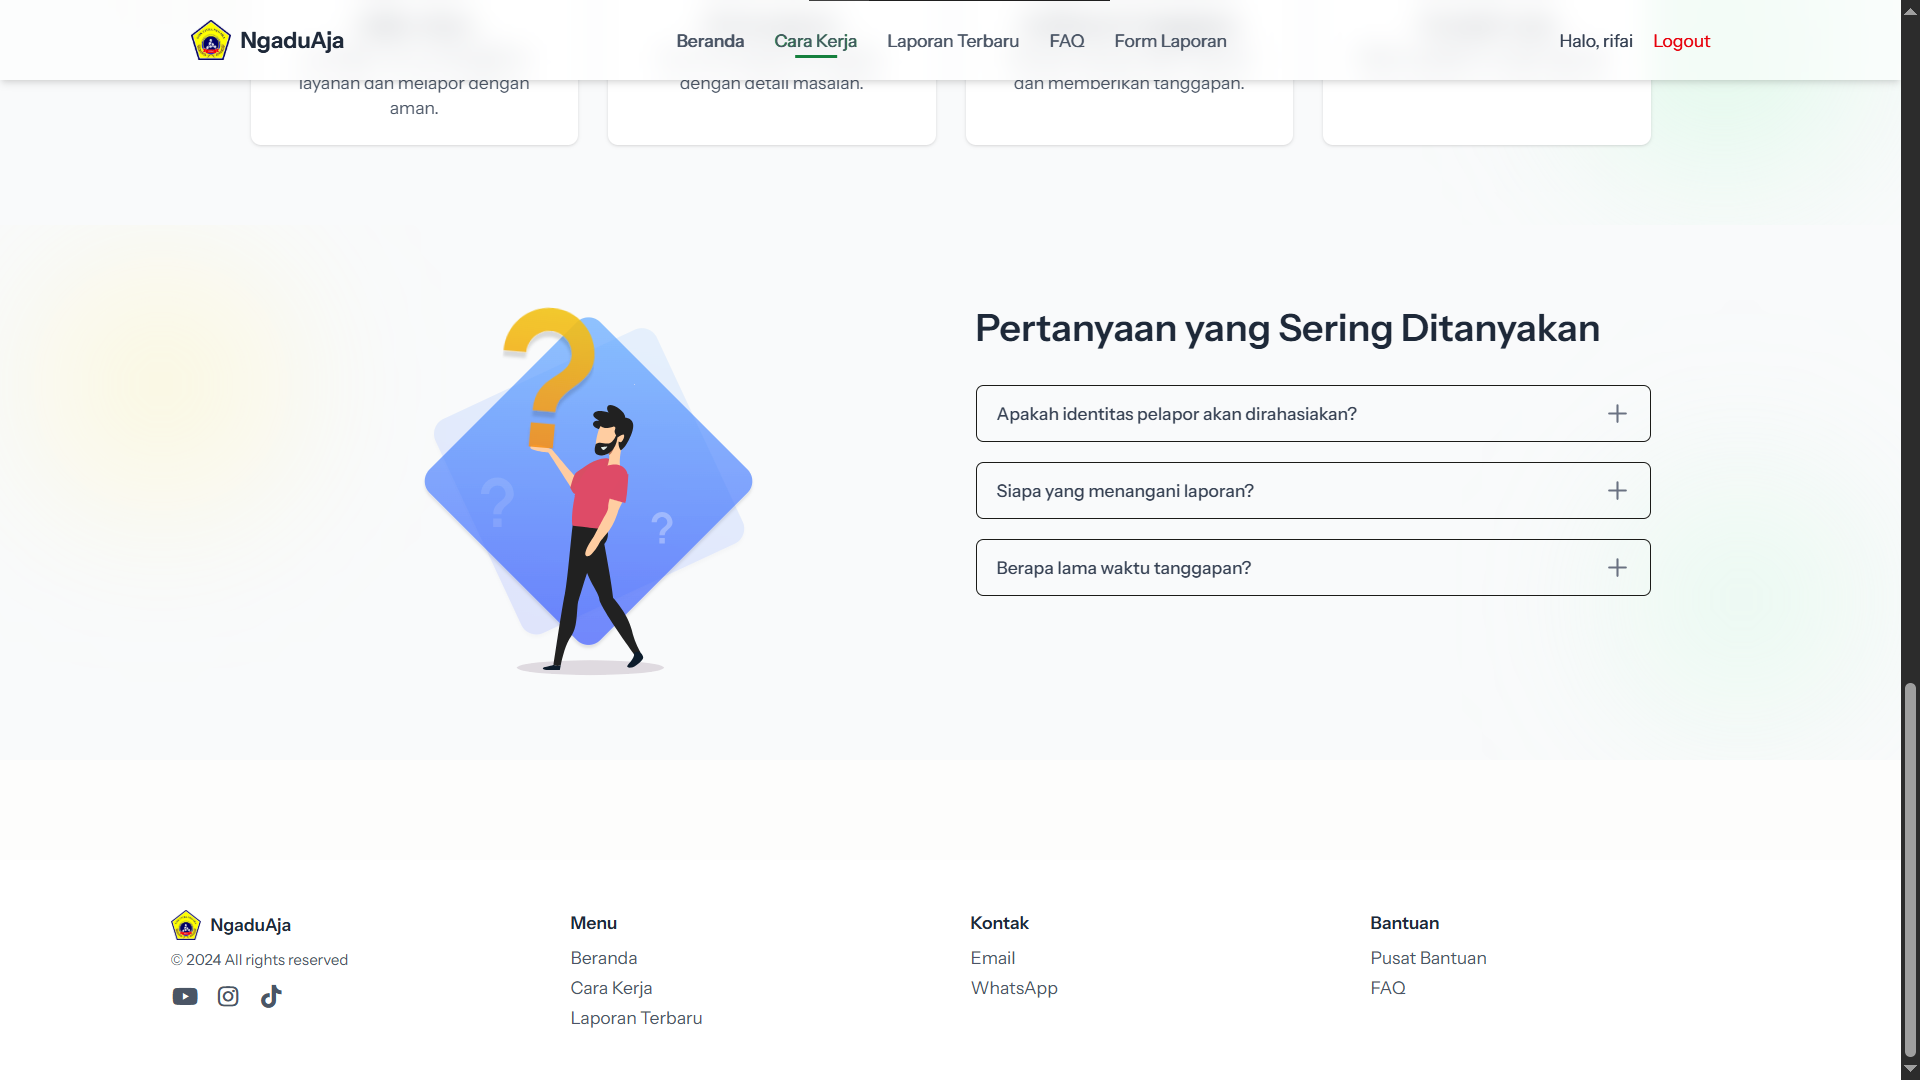 NgaduAja
Beranda
Cara Kerja
Laporan Terbaru
FAQ
Form Laporan
Halo, rifai
Logout
layanan dan melapor dengan
aman.
dengan detail masalah.
dan memberikan tanggapan.
Pertanyaan yang Sering Ditanyakan
Apakah identitas pelapor akan dirahasiakan?
Siapa yang menangani laporan?
Berapa lama waktu tanggapan?
NgaduAja
© 2024 All rights reserved
Menu
Beranda
Cara Kerja
Laporan Terbaru
Kontak
Email
WhatsApp
Bantuan
Pusat Bantuan
FAQ